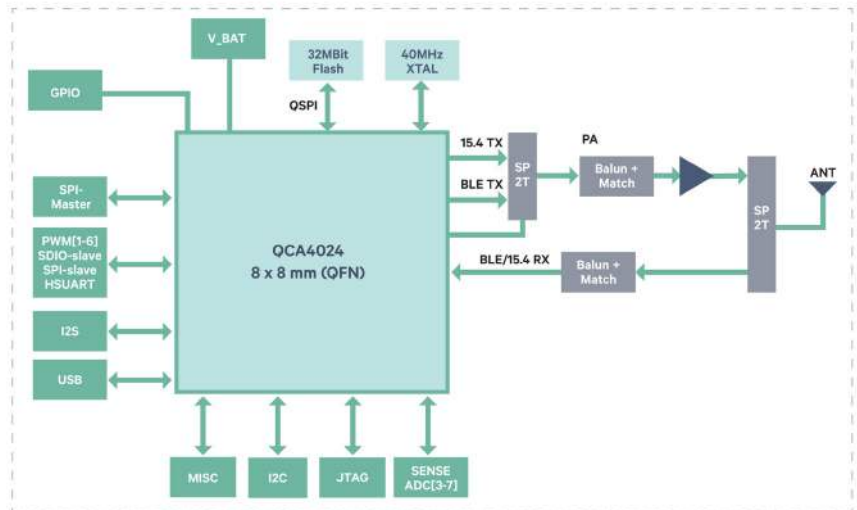 V_BAT
32MBit
Flash
40MHz
XTAL
GPIO
QSPI
15.4 TX
PA
SP
2T
Balun +
Match
BLE TX
ANT
SP
2T
SPI-
Master
PWM[1-6]
SDIO-slave
SPI-slave
HSUART
QCA4024
8 x 8 mm (QFN)
BLE/15.4 RX
Balun +
Match
I2S
USB
MISC
I2C
JTAG
SENSE
ADC[3-7]